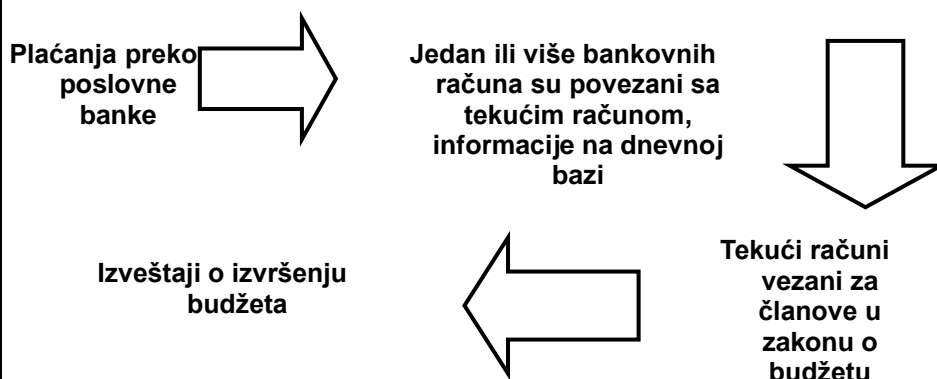 Plaćanja preko
poslovne
banke
Jedan ili više bankovnih
računa su povezani sa
tekućim računom,
informacije na dnevnoj
bazi
Tekući računi
vezani za
članove u
zakonu o
budžetu
Izveštaji o izvršenju
budžeta